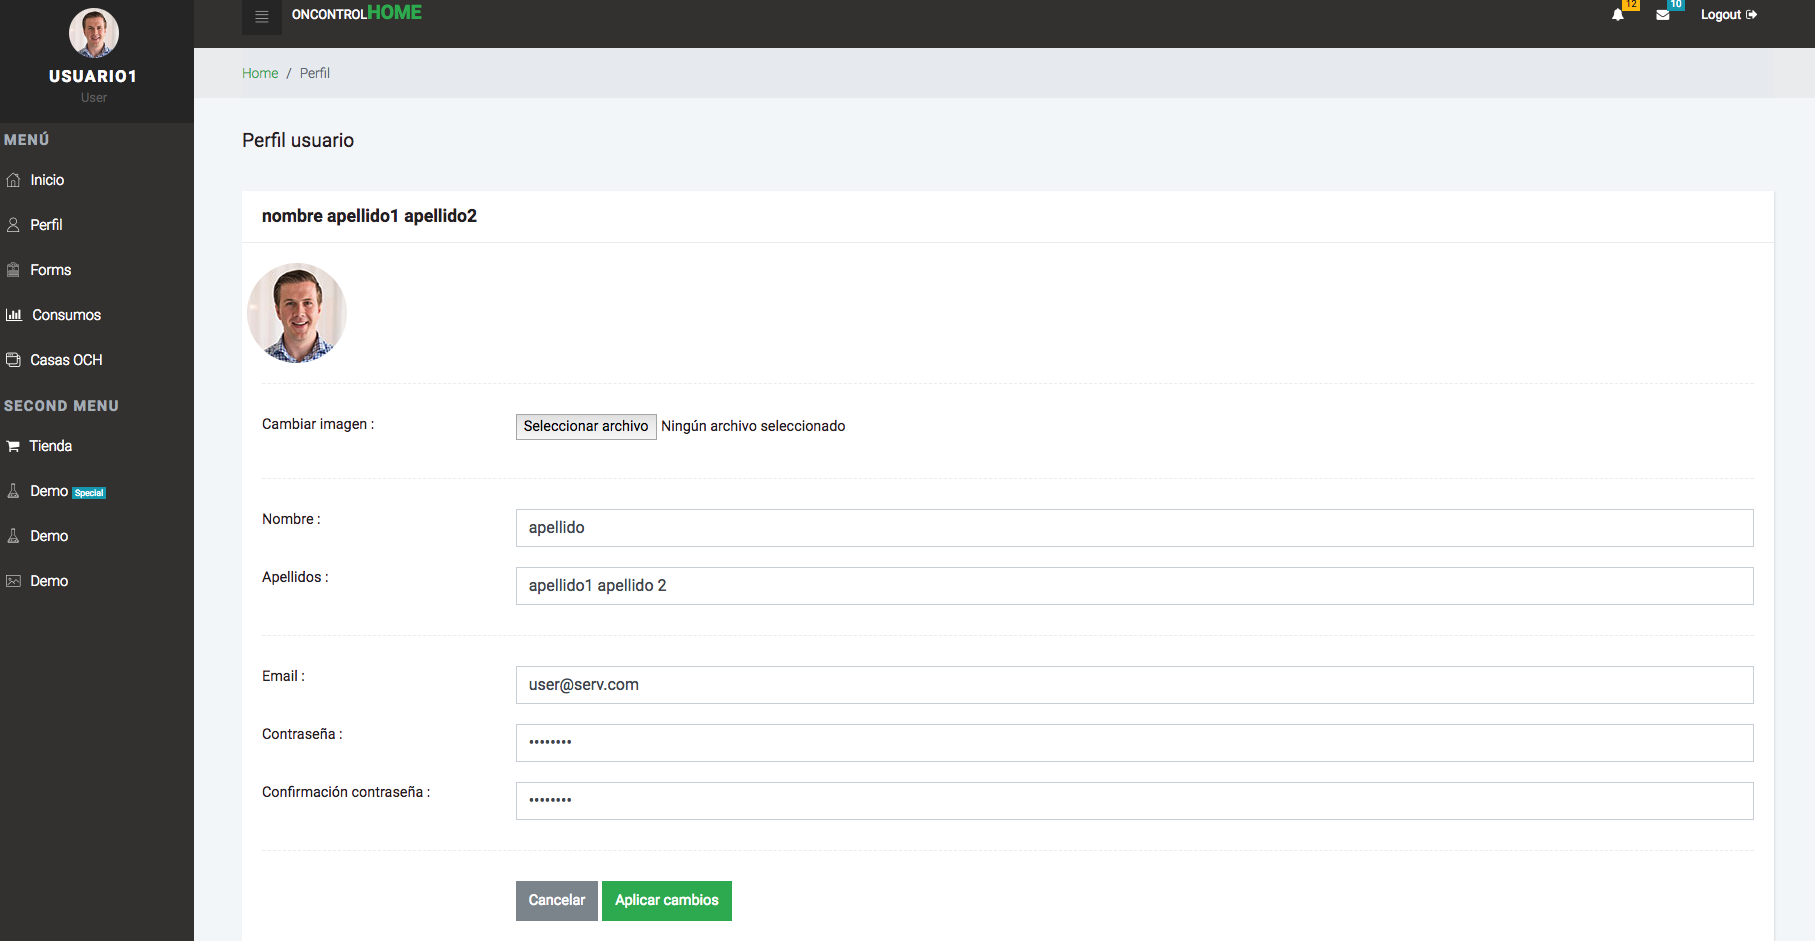 USUARIO1
User
MENÚ
Inicio
Perfil
Forms
Consumos
Casas OCH
SECOND MENU
Tienda
Demo Special
Demo
Demo
ONCONTROLHOME
12
10
Logout
Home / Perfil
Perfil usuario
nombre apellido1 apellido2
Cambiar imagen :
Seleccionar archivo Ningún archivo seleccionado
Nombre :
apellido
Apellidos :
apellido1 apellido 2
Email :
user@serv.com
Contraseña :
••••••••
Confirmación contraseña :
••••••••
Cancelar
Aplicar cambios